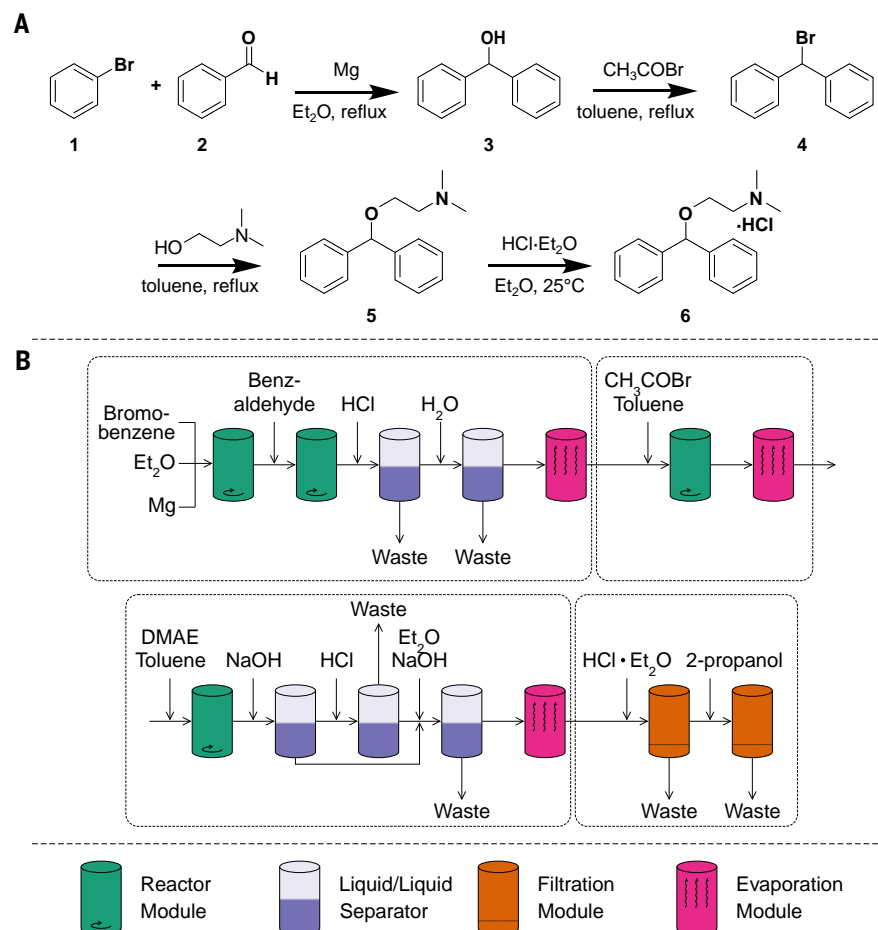 A
Br
+
O
H
1
2
Mg
Et2O, reflux
OH
3
CH3COBr
toluene, reflux
Br
4
HO
N
toluene, reflux
O
N
5
HCl·Et2O
Et2O, 25°C
O
N
·HCl
6
B
Bromo-
benzene
Et2O
Mg
Benz-
aldehyde
HCl
H2O
Waste
Waste
CH3COBr
Toluene
DMAE
Toluene
NaOH
HCl
Waste
Et2O
NaOH
Waste
HCl · Et2O
2-propanol
Waste
Waste
Reactor
Module
Liquid/Liquid
Separator
Filtration
Module
Evaporation
Module